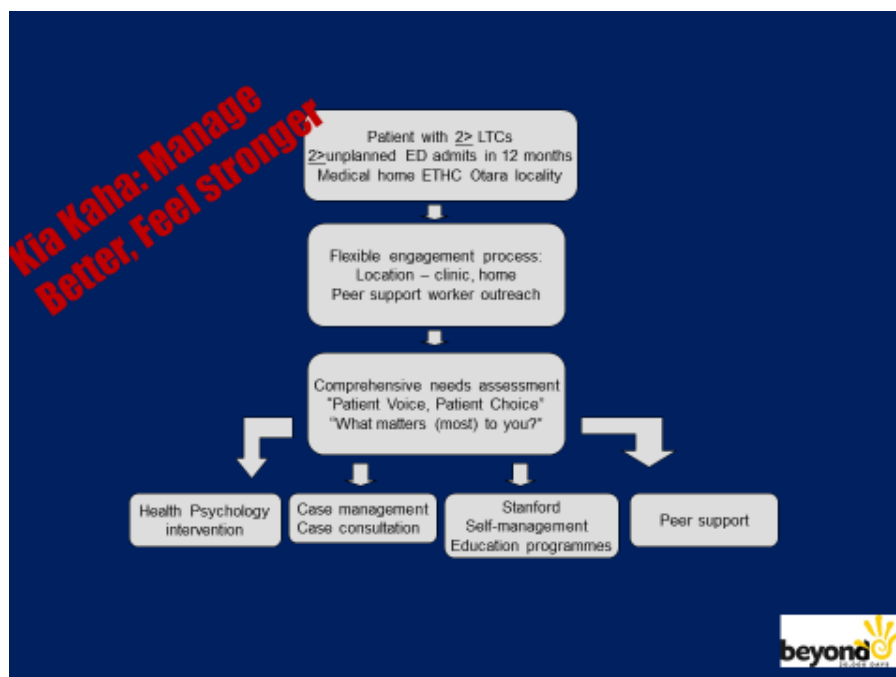 Kia Kaha: Manage
Better, Feel stronger
Patient with 2> LTCs
2>unplanned ED admits in 12 months
Medical home ETHC Otara locality
Flexible engagement process:
Location – clinic, home
Peer support worker outreach
Comprehensive needs assessment
"Patient Voice, Patient Choice"
"What matters (most) to you?"
Health Psychology
intervention
Case management
Case consultation
Stanford
Self-management
Education programmes
Peer support
beyond